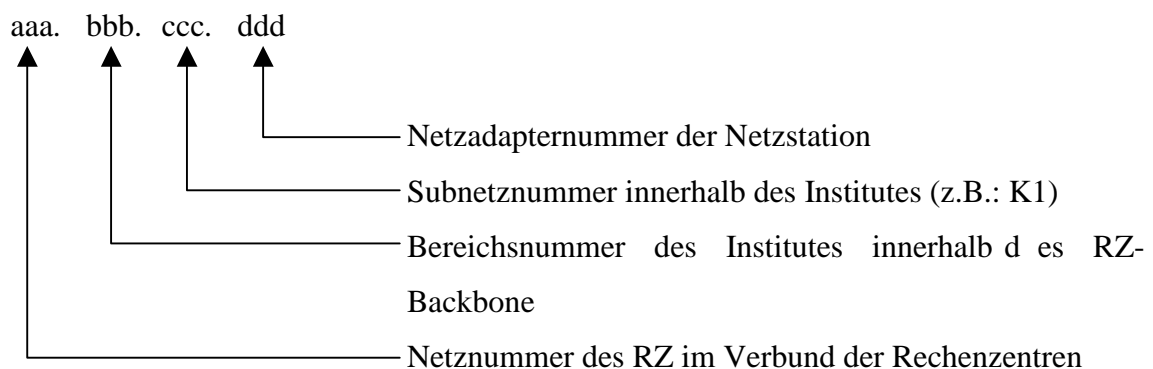 aaa. bbb. ccc. ddd
Netzadapternummer der Netzstation
Subnetznummer innerhalb des Institutes (z.B.: K1)
Bereichsnummer des Institutes innerhalb d es RZ-
Backbone
Netznummer des RZ im Verbund der Rechenzentren